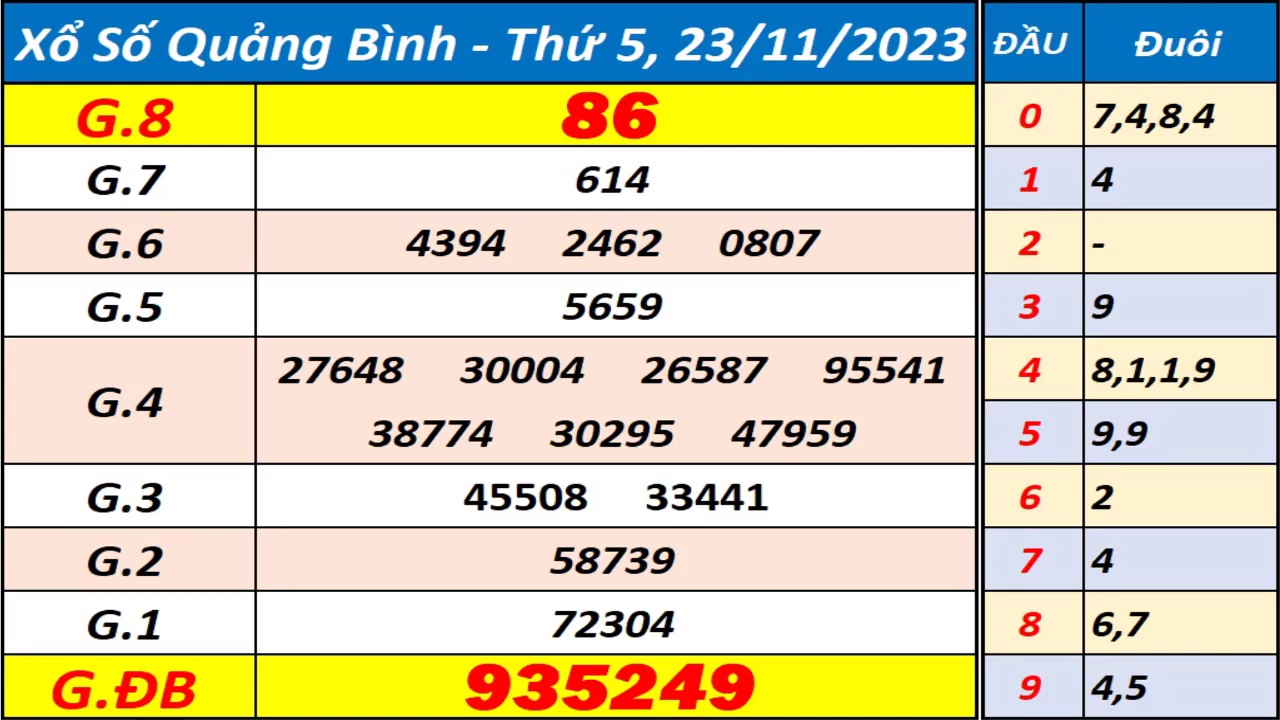 Xổ Số Quảng Bình - Thứ 5, 23/11/2023 ĐẦU Đuôi
G.8 86 0 7,4,8,4
G.7 614 1 4
G.6 4394 2462 0807 2 -
G.5 5659 3 9
G.4 27648 30004 26587 95541 4 8,1,1,9
38774 30295 47959 5 9,9
G.3 45508 33441 6 2
G.2 58739 7 4
G.1 72304 8 6,7
G.ĐB 935249 9 4,5